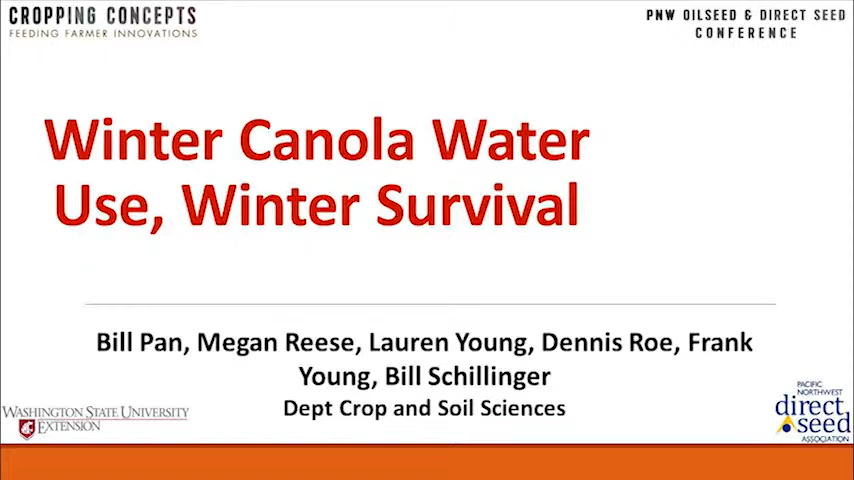 CROPPING CONCEPTS
FEEDING FARMER INNOVATIONS
PNW OILSEED & DIRECT SEED
CONFERENCE
Winter Canola Water
Use, Winter Survival
Bill Pan, Megan Reese, Lauren Young, Dennis Roe, Frank
Young, Bill Schillinger
Dept Crop and Soil Sciences
WASHINGTON STATE UNIVERSITY
EXTENSION
PACIFIC
NORTHWEST
direct
seed
ASSOCIATION